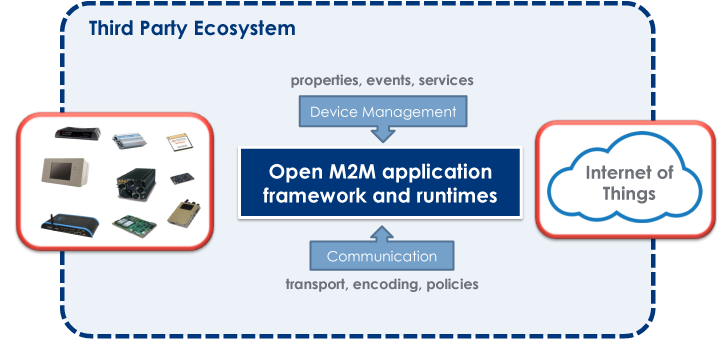 Third Party Ecosystem
properties, events, services
Device Management
Open M2M application
framework and runtimes
Internet of
Things
Communication
transport, encoding, policies